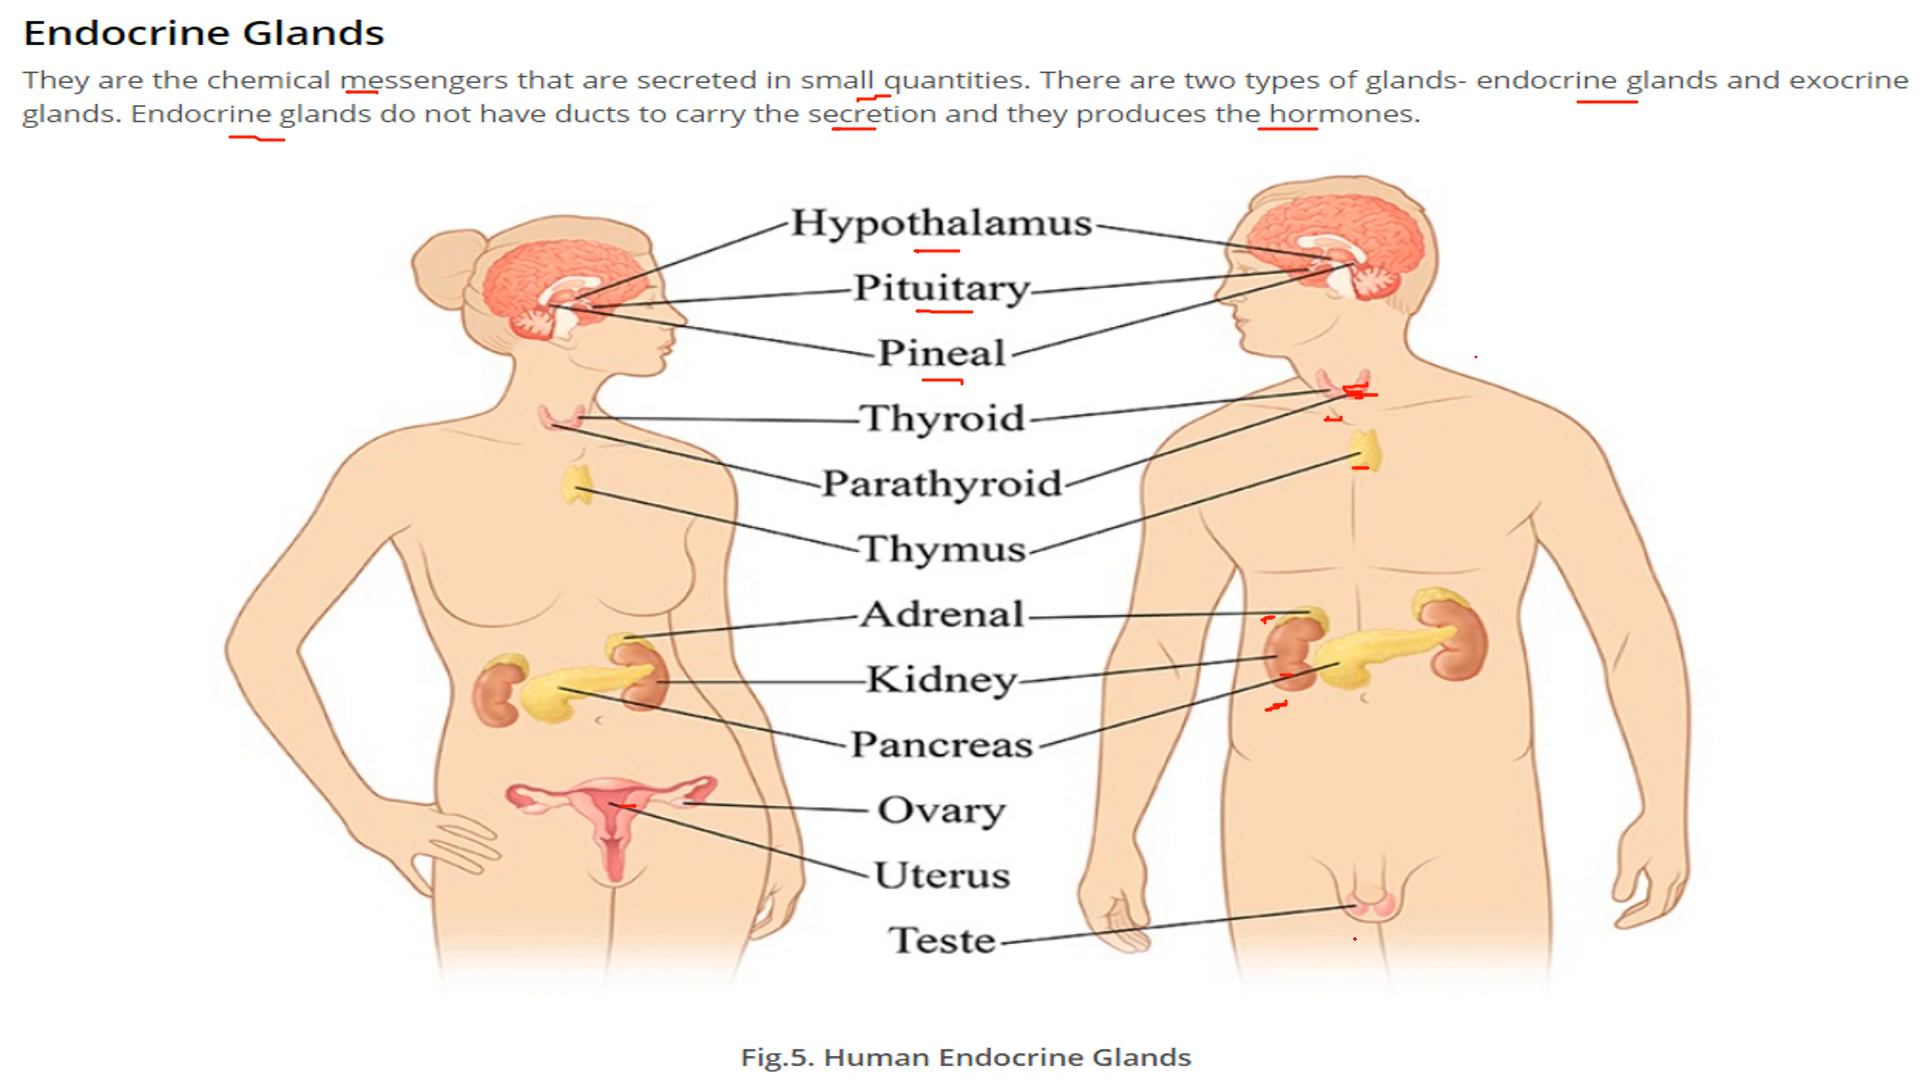 Endocrine Glands
They are the chemical messengers that are secreted in small quantities. There are two types of glands- endocrine glands and exocrine
glands. Endocrine glands do not have ducts to carry the secretion and they produces the hormones.
Hypothalamus
Pituitary
Pineal
Thyroid
Parathyroid
Thymus
Adrenal
Kidney
Pancreas
Ovary
Uterus
Teste
Fig.5. Human Endocrine Glands